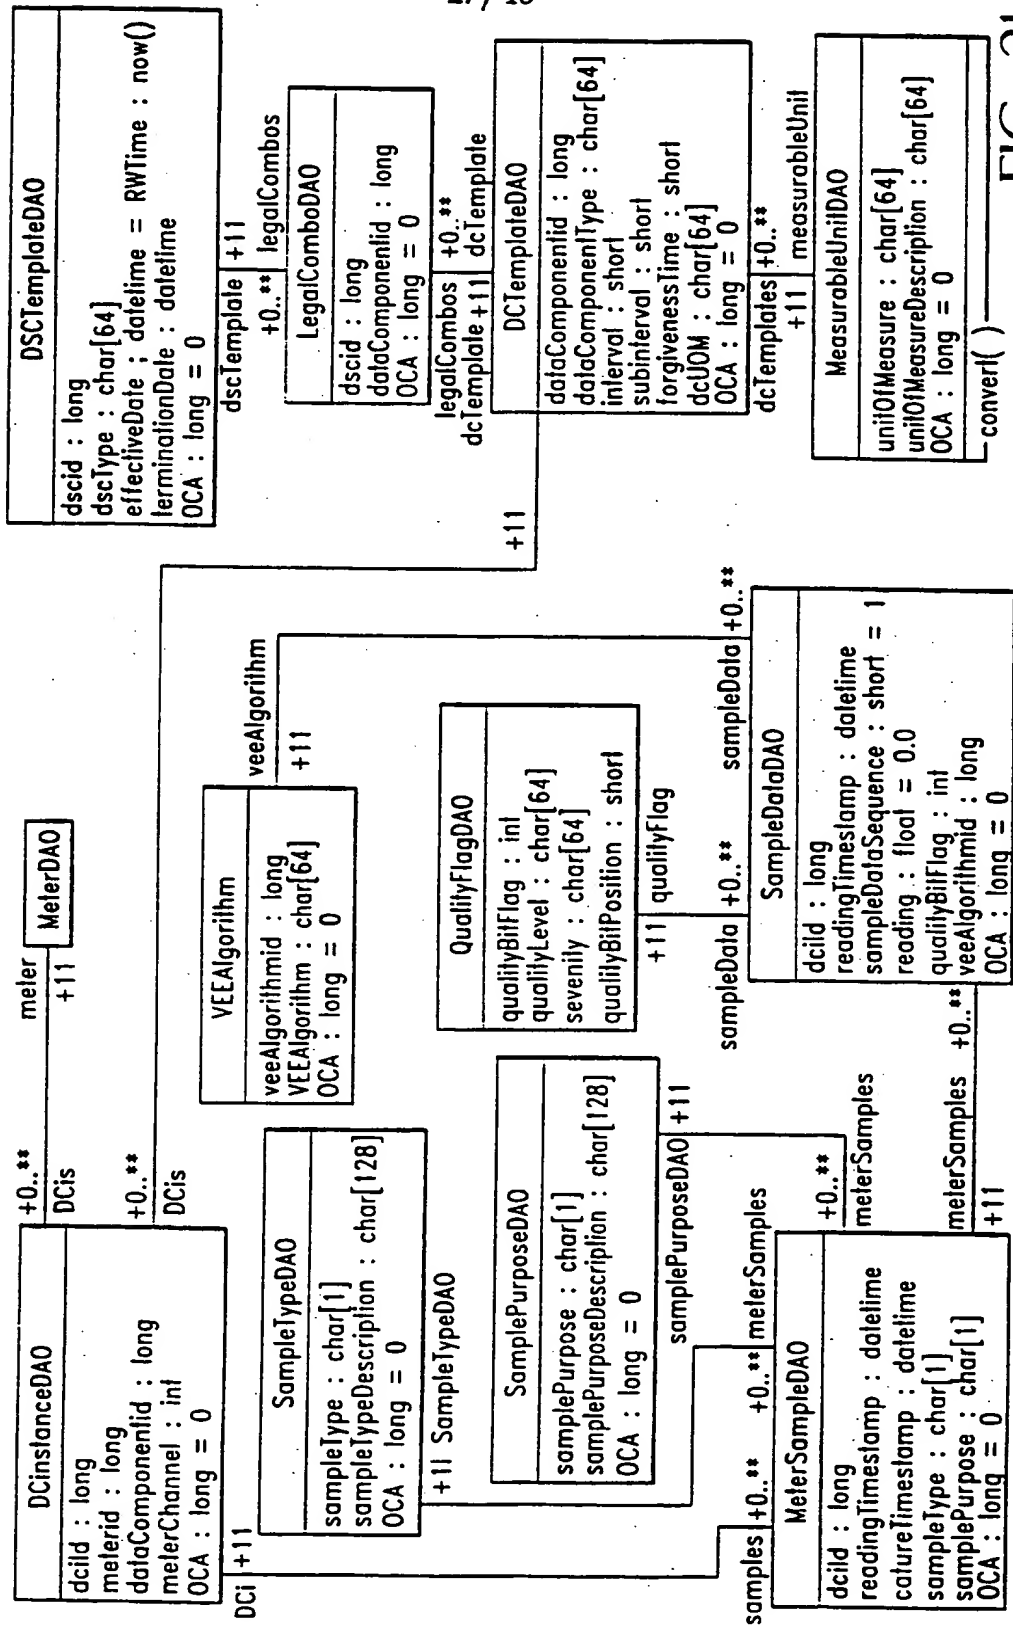 DCinstanceDAO
dciId : long
meterid : long
dataComponentid : long
meterChannel : int
OCA : long = 0
+0..**
DCis
meter
+11
MeterDAO
+0..**
DCis
+11
DSCTemplateDAO
dscid : long
dscType : char[64]
effectiveDate ; datetime = RWTime : now()
terminationDate : datetime
OCA : long = 0
dscTemplate
+11
+0..**
legalCombos
LegalComboDAO
dscid : long
dataComponentid : long
OCA : long = 0
legalCombos
+0..**
dcTemplate
+11
dcTemplate
DCTemplateDAO
dataComponentid : long
dataComponentType : char[64]
interval : short
subinterval : short
forgivenessTime : short
dcUOM : char[64]
OCA : long = 0
dcTemplates
+0..**
+11
measurableUnit
MeasurableUnitDAO
unitOfMeasure : char[64]
unitOfMeasureDescription : char[64]
OCA : long = 0
convert( )
VEEAlgorithm
veeAlgorithmid : long
VEEAlgorithm : char[64]
OCA : long = 0
veeAlgorithm
+11
sampleData
+0..**
SampleTypeDAO
sampleType : char[1]
sampleTypeDescription : char[128]
OCA : long = 0
+11 SampleTypeDAO
QualityFlagDAO
qualityBitFlag : int
qualityLevel : char[64]
severity : char[64]
qualityBitPosition : short
+11
qualityFlag
sampleData
+0..**
SamplePurposeDAO
samplePurpose : char[1]
samplePurposeDescription : char[128]
OCA : long = 0
samplePurposeDAO
+11
DCi
+11
samples
+0..**
+0..**
meterSamples
+0..**
meterSamples
MeterSampleDAO
dciId : long
readingTimestamp : datetime
catureTimestamp : datetime
sampleType : char[1]
samplePurpose : char[1]
OCA : long = 0
meterSamples
+11
+0..**
SampleDataDAO
dciId : long
readingTimestamp : datetime
sampleDataSequence : short = 1
reading : float = 0.0
qualityBitFlag : int
veeAlgorithmid : long
OCA : long = 0